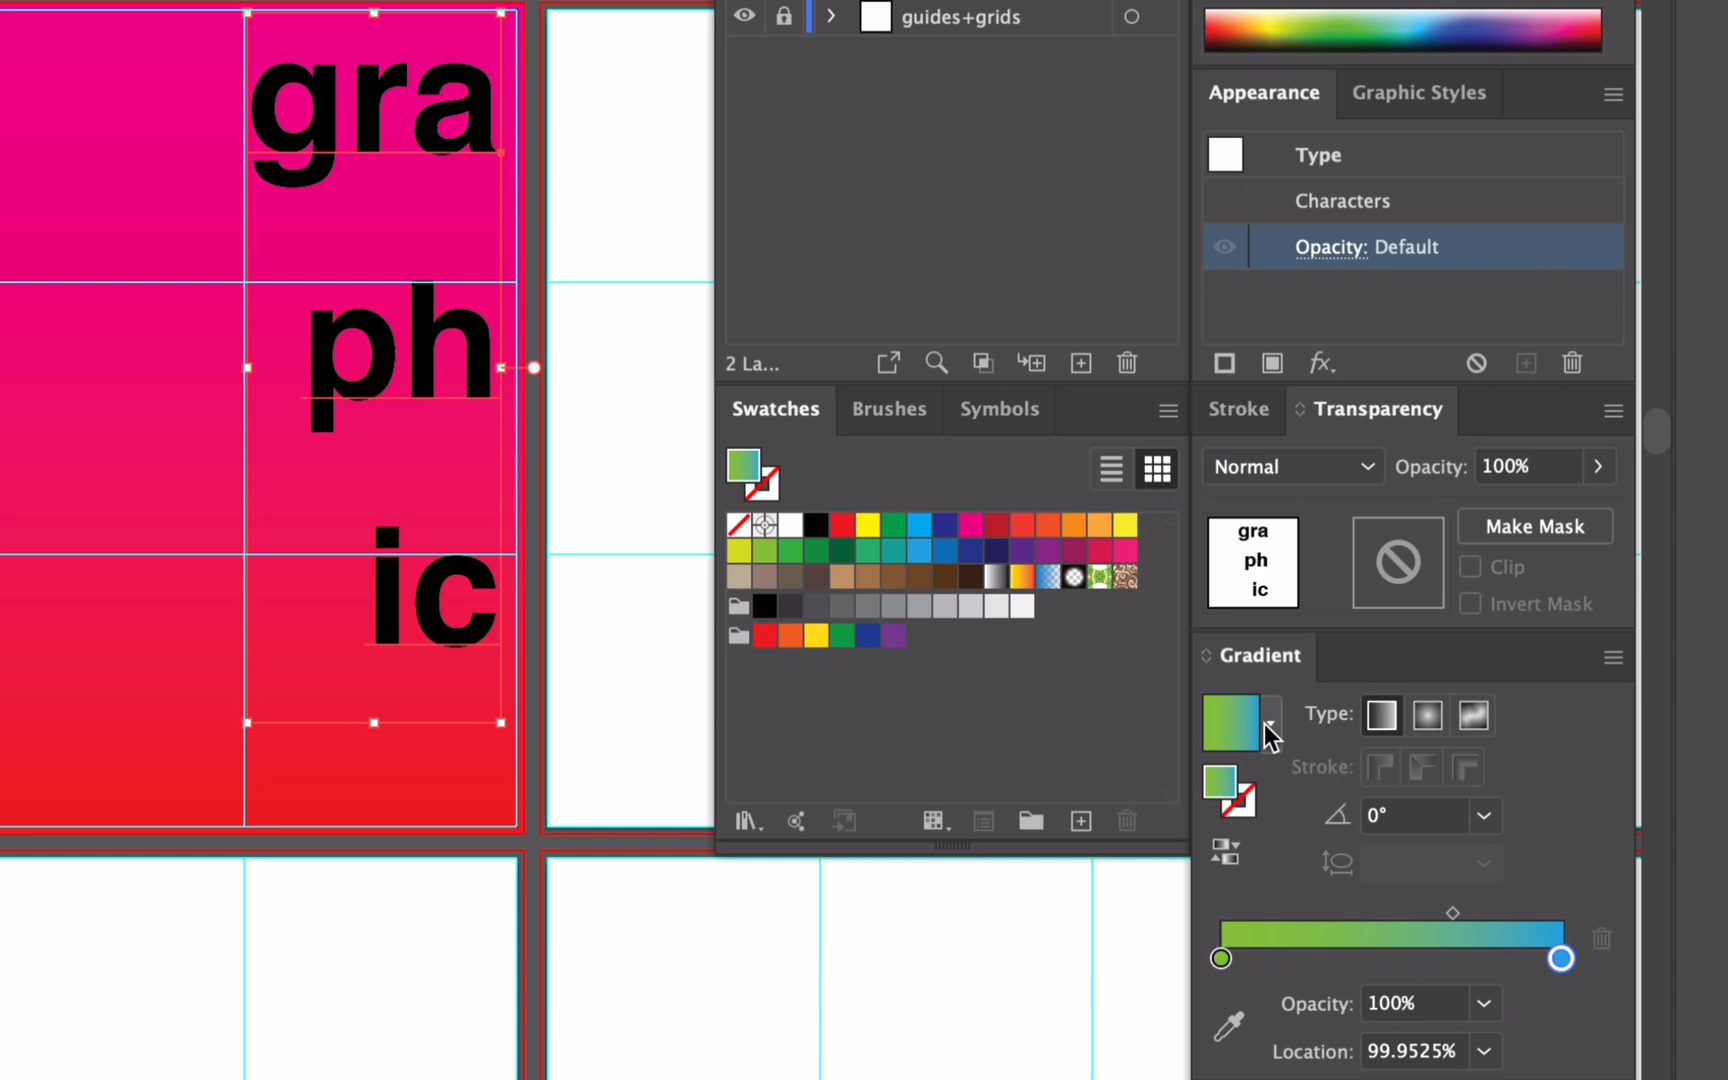 gra
ph
ic
guides+grids
2 La...
Swatches
Brushes
Symbols
Appearance
Graphic Styles
Type
Characters
Opacity: Default
fx.
Stroke
Transparency
Normal
Opacity: 100%
gra
ph
ic
Make Mask
Clip
Invert Mask
Gradient
Type:
Stroke:
0°
Opacity: 100%
Location: 99.9525%